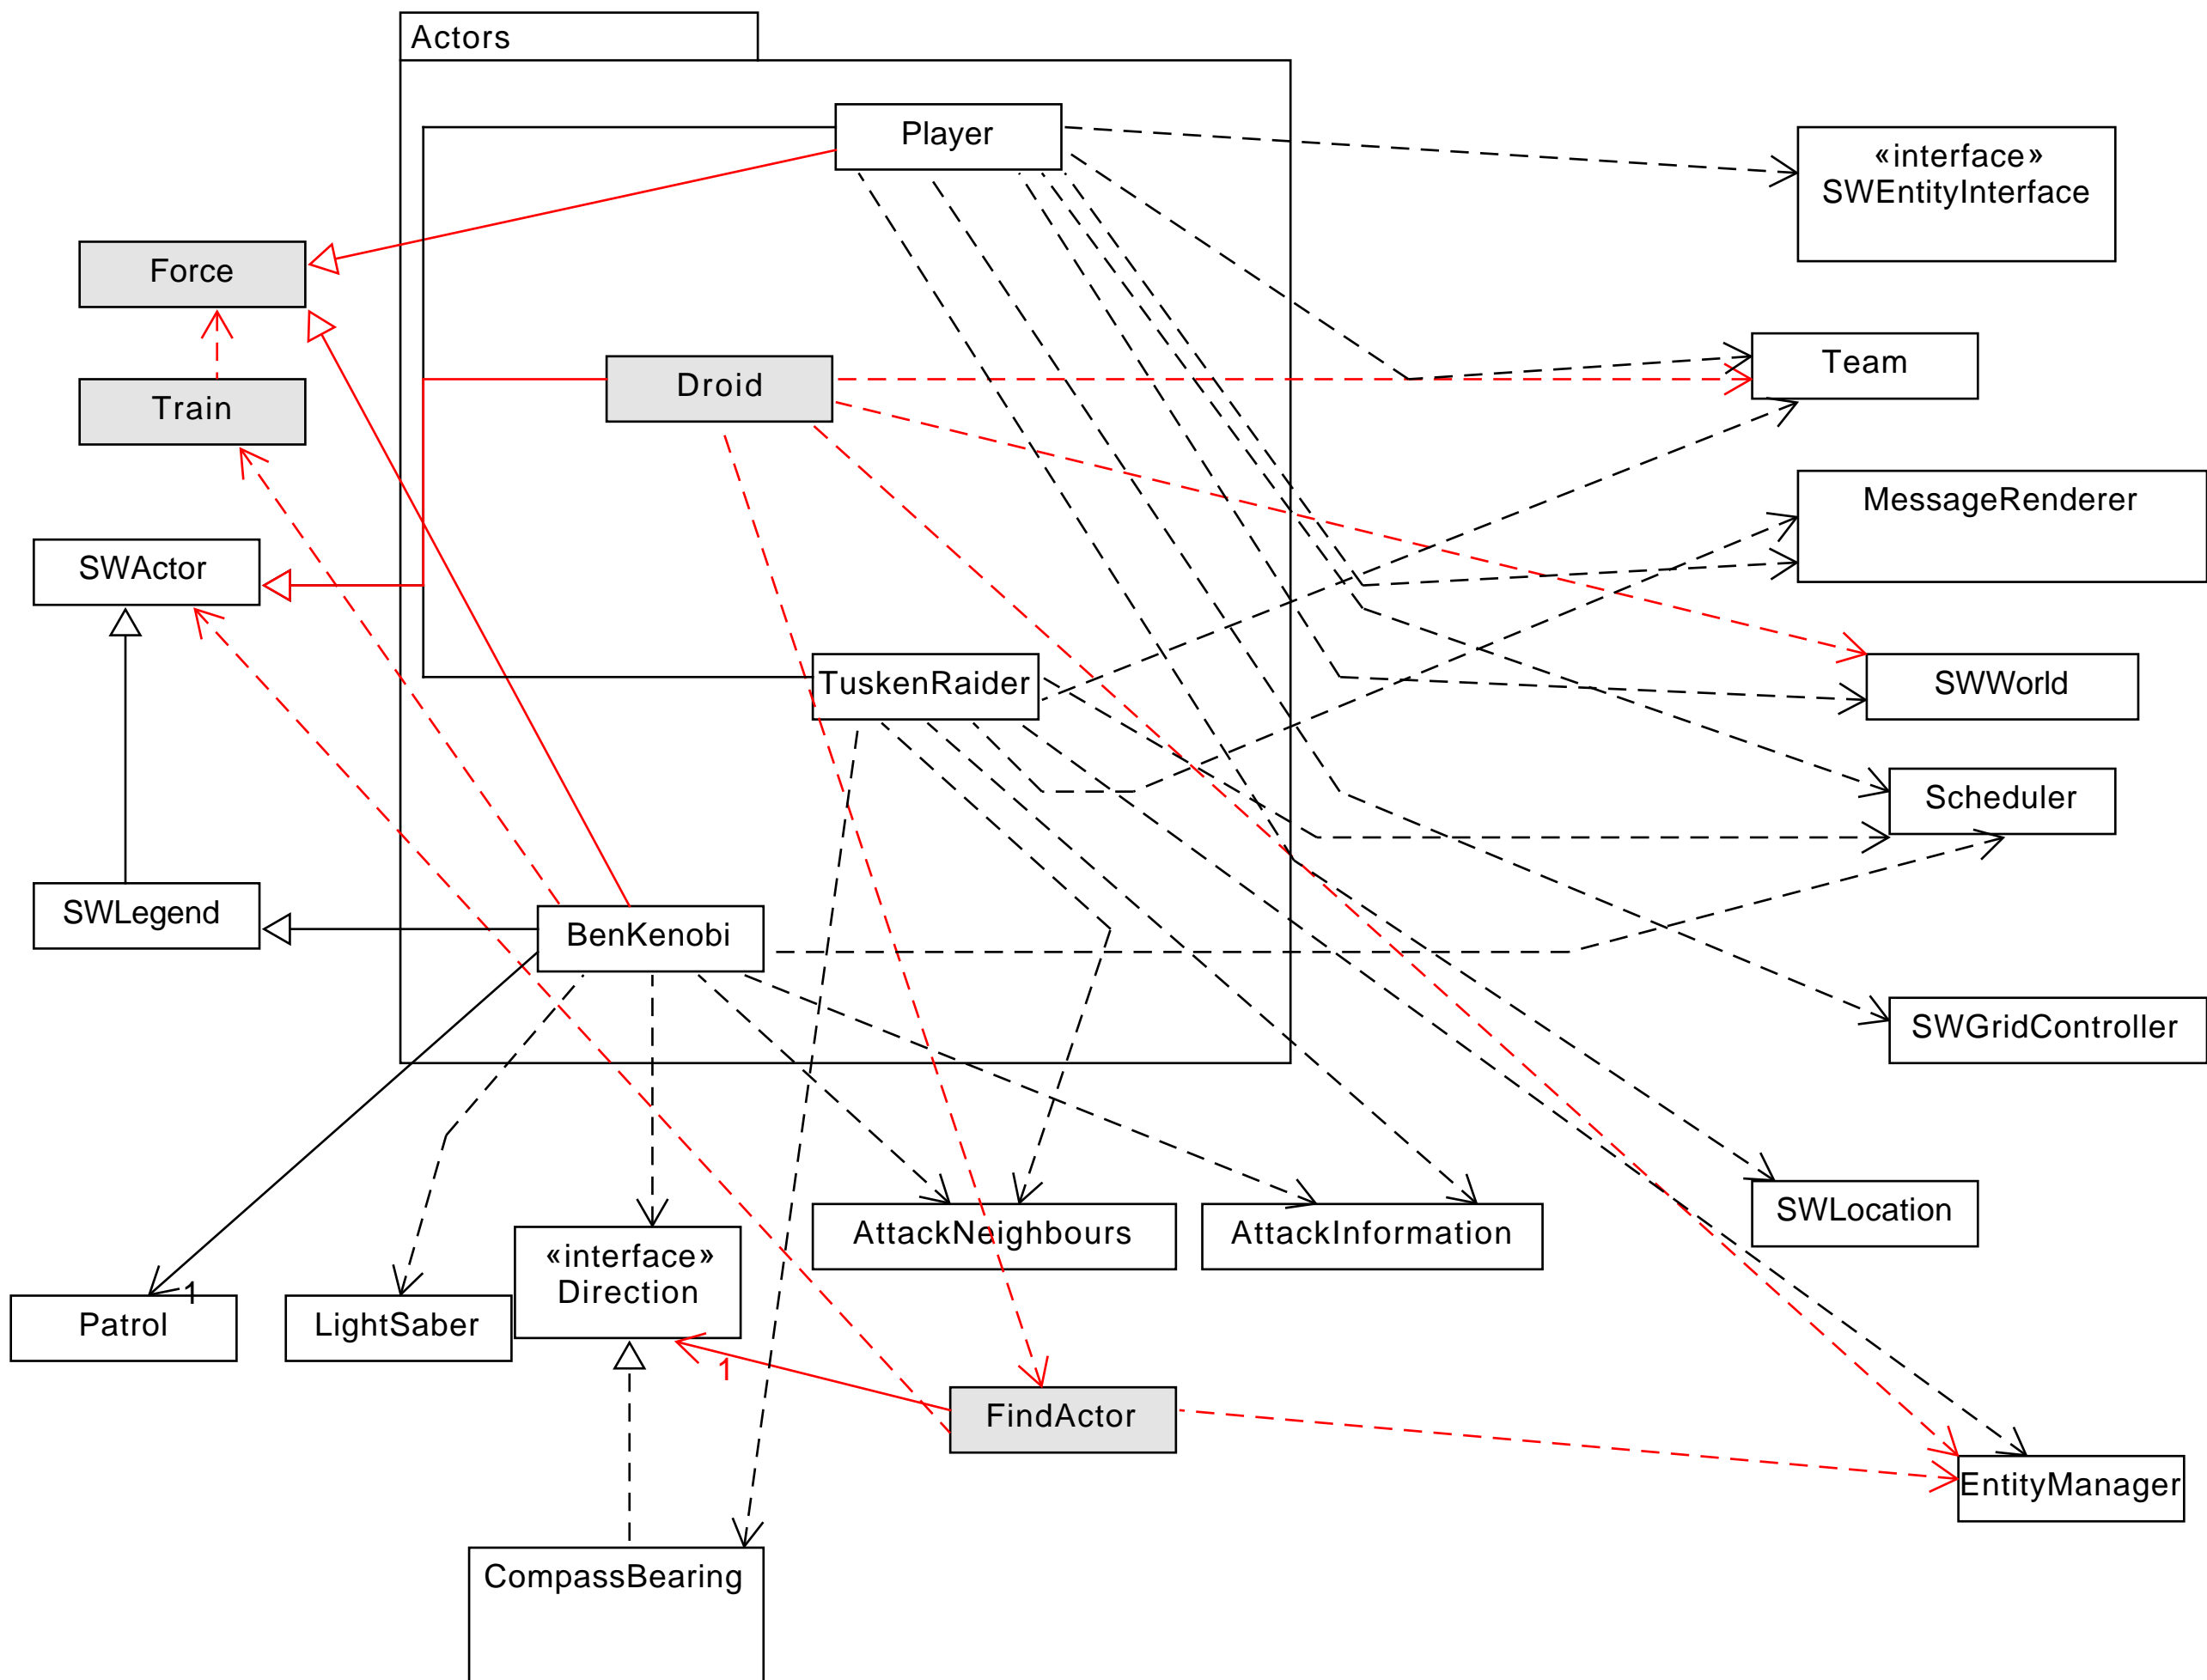 Actors
Player
«interface»
SWEntityInterface
Force
Team
Droid
Train
MessageRenderer
SWActor
TuskenRaider
SWWorld
Scheduler
SWLegend
BenKenobi
SWGridController
SWLocation
AttackNeighbours
AttackInformation
«interface»
Direction
1
Patrol
LightSaber
1
FindActor
EntityManager
CompassBearing